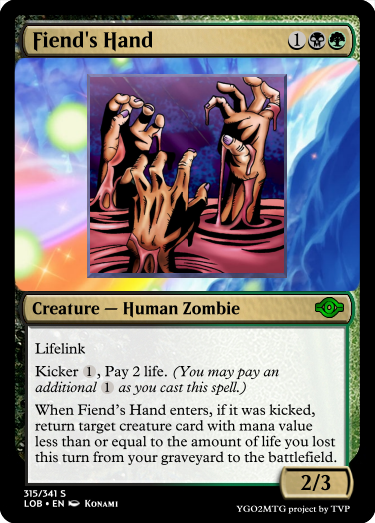 Fiend's Hand 1
Creature — Human Zombie
Lifelink
Kicker 1, Pay 2 life. (You may pay an
additional 1 as you cast this spell.)
When Fiend's Hand enters, if it was kicked,
return target creature card with mana value
less than or equal to the amount of life you lost
this turn from your graveyard to the battlefield.
2/3
315/341 S
LOB • EN Konami
YGO2MTG project by TVP